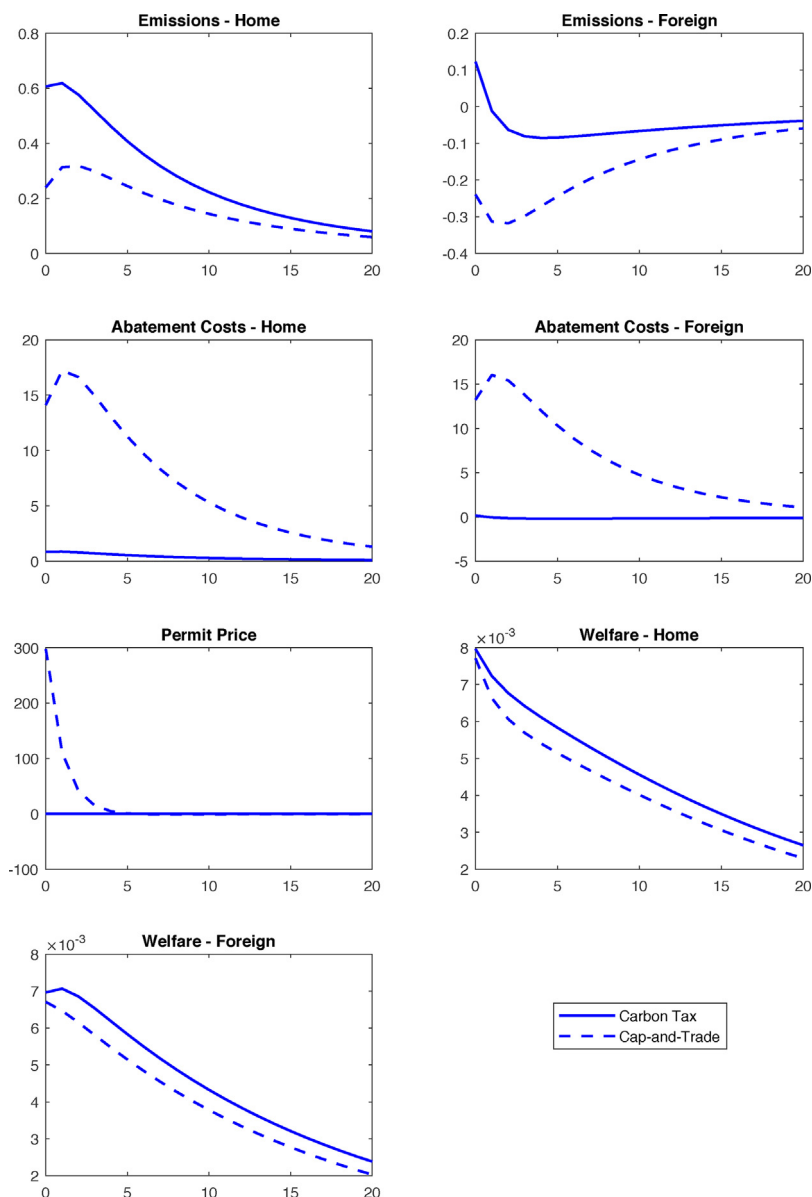 Emissions - Home
0.8
0.6
0.4
0.2
0
0 5 10 15 20
Emissions - Foreign
0.2
0.1
0
-0.1
-0.2
-0.3
-0.4
0 5 10 15 20
Abatement Costs - Home
20
15
10
5
0
0 5 10 15 20
Abatement Costs - Foreign
20
15
10
5
0
-5
0 5 10 15 20
Permit Price
300
200
100
0
-100
0 5 10 15 20
Welfare - Home
×10-3
8
7
6
5
4
3
2
0 5 10 15 20
Welfare - Foreign
×10-3
8
7
6
5
4
3
2
0 5 10 15 20
Carbon Tax
Cap-and-Trade